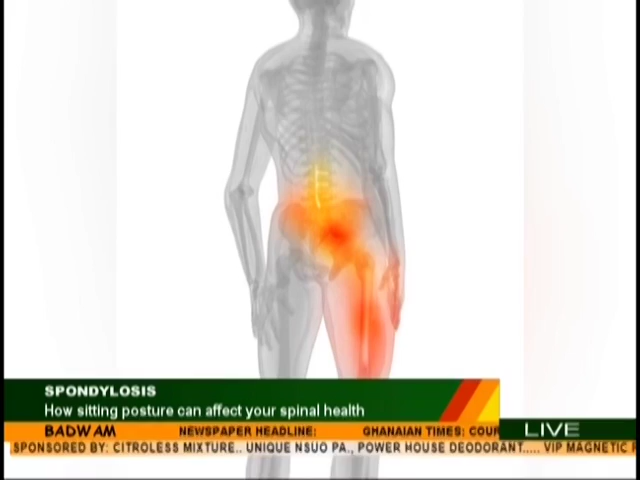 SPONDYLOSIS
How sitting posture can affect your spinal health
BADWAM NEWSPAPER HEADLINE: GHANAIAN TIMES: LIVE
SPONSORED BY: CITROLESS MIXTURE.. UNIQUE NSUO PA., POWER HOUSE DEODORANT..... VIP MAGNETIC